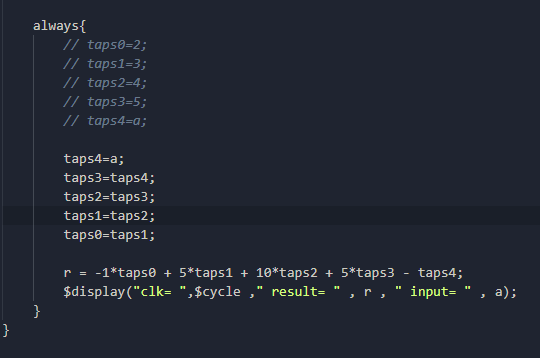 always{
// taps0=2;
// taps1=3;
// taps2=4;
// taps3=5;
// taps4=a;
taps4=a;
taps3=taps4;
taps2=taps3;
taps1=taps2;
taps0=taps1;
r = -1*taps0 + 5*taps1 + 10*taps2 + 5*taps3 - taps4;
$display("clk= ",$cycle ," result= " , r , " input= " , a);
}
}